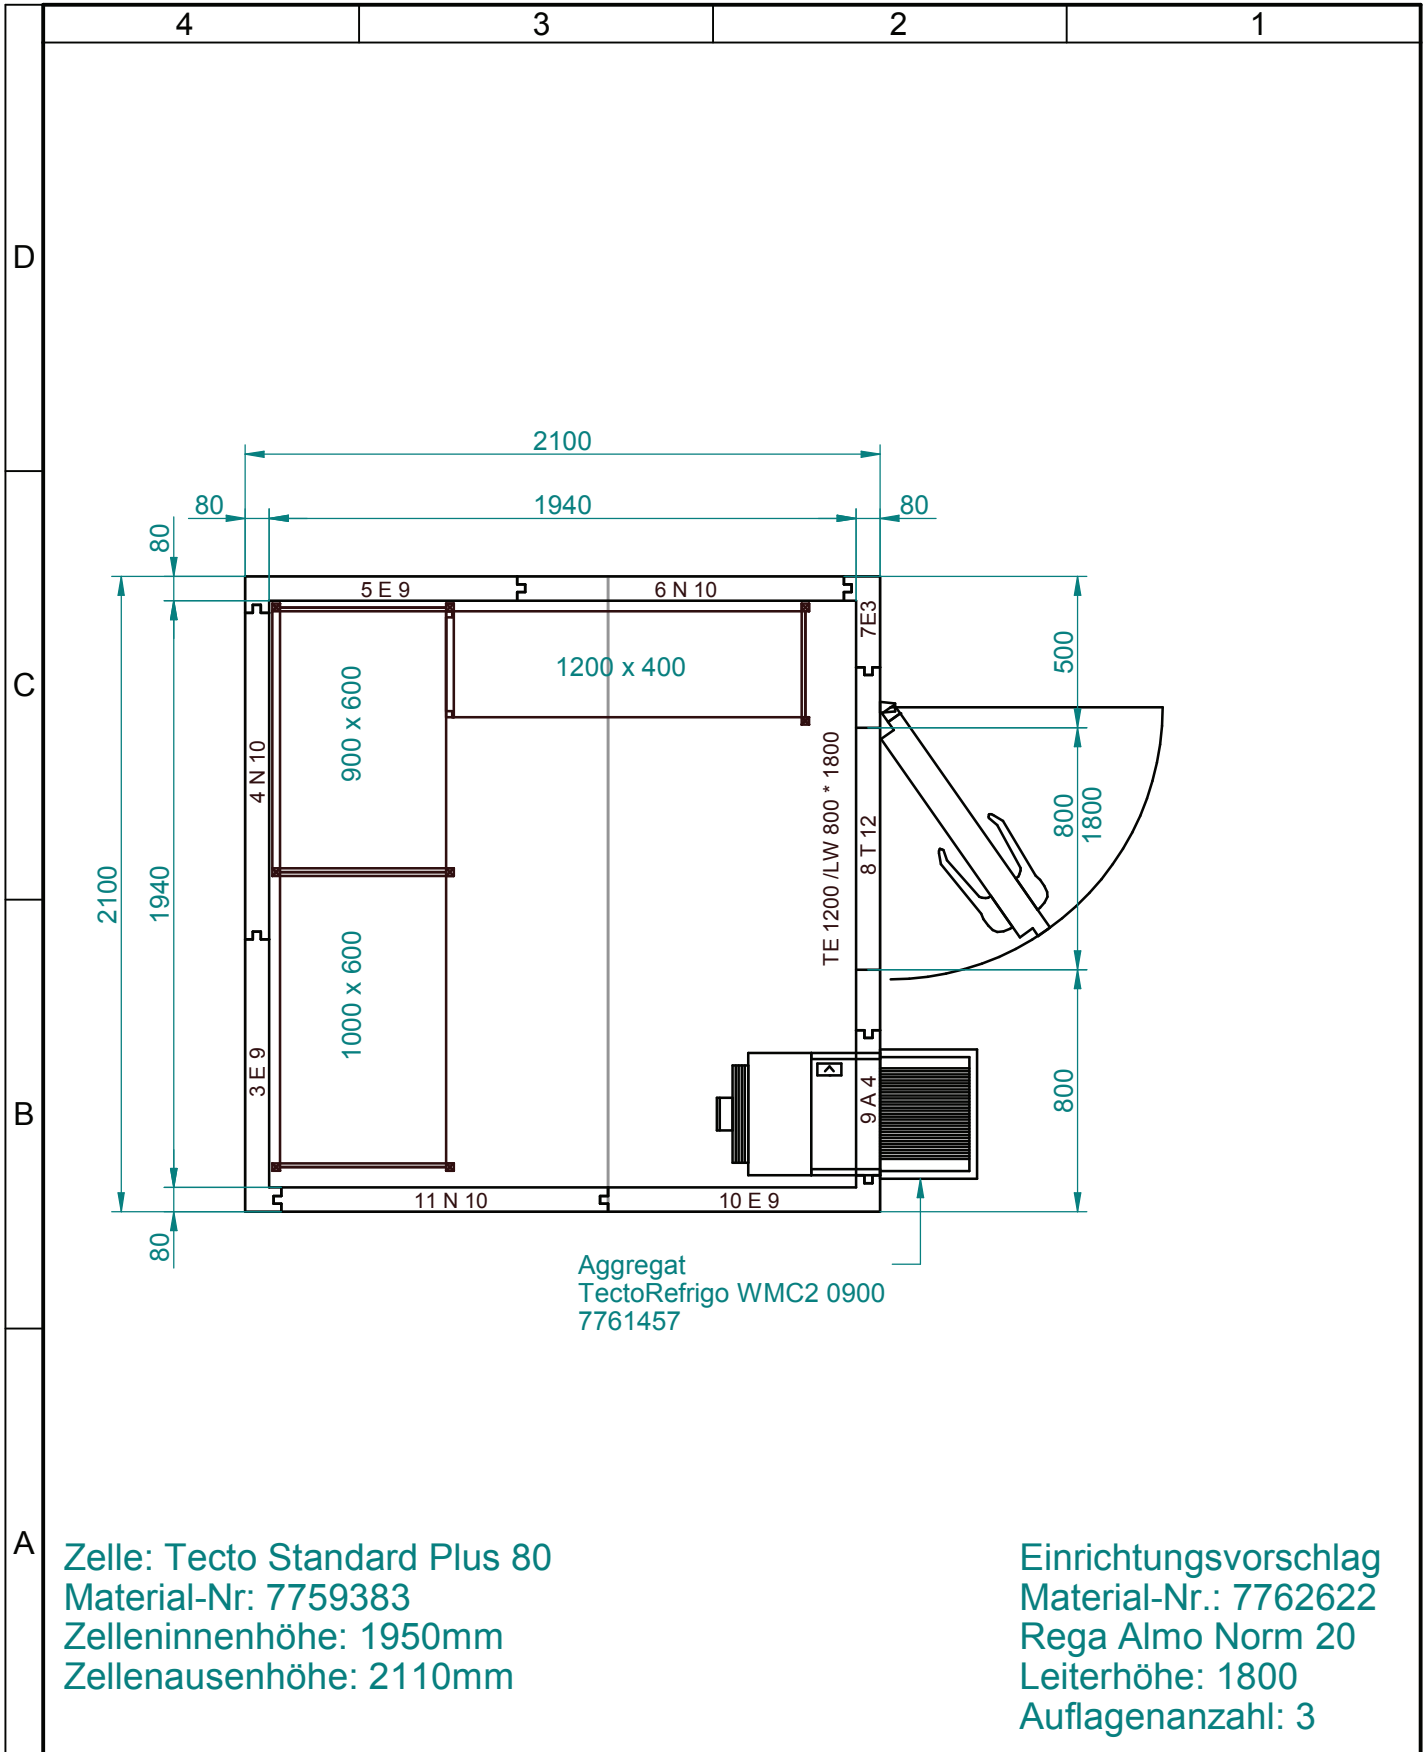 4
3
2
1
D
C
B
A
2100
80
1940
80
80
5 E 9
6 N 10
7E3
500
1200 x 400
900 x 600
4 N 10
TE 1200 /LW 800 * 1800
8 T 12
800
1800
2100
1940
1000 x 600
3 E 9
9 A 4
800
11 N 10
10 E 9
80
Aggregat
TectoRefrigo WMC2 0900
7761457
Zelle: Tecto Standard Plus 80
Material-Nr: 7759383
Zelleninnenhöhe: 1950mm
Zellenausenhöhe: 2110mm
Einrichtungsvorschlag
Material-Nr.: 7762622
Rega Almo Norm 20
Leiterhöhe: 1800
Auflagenanzahl: 3